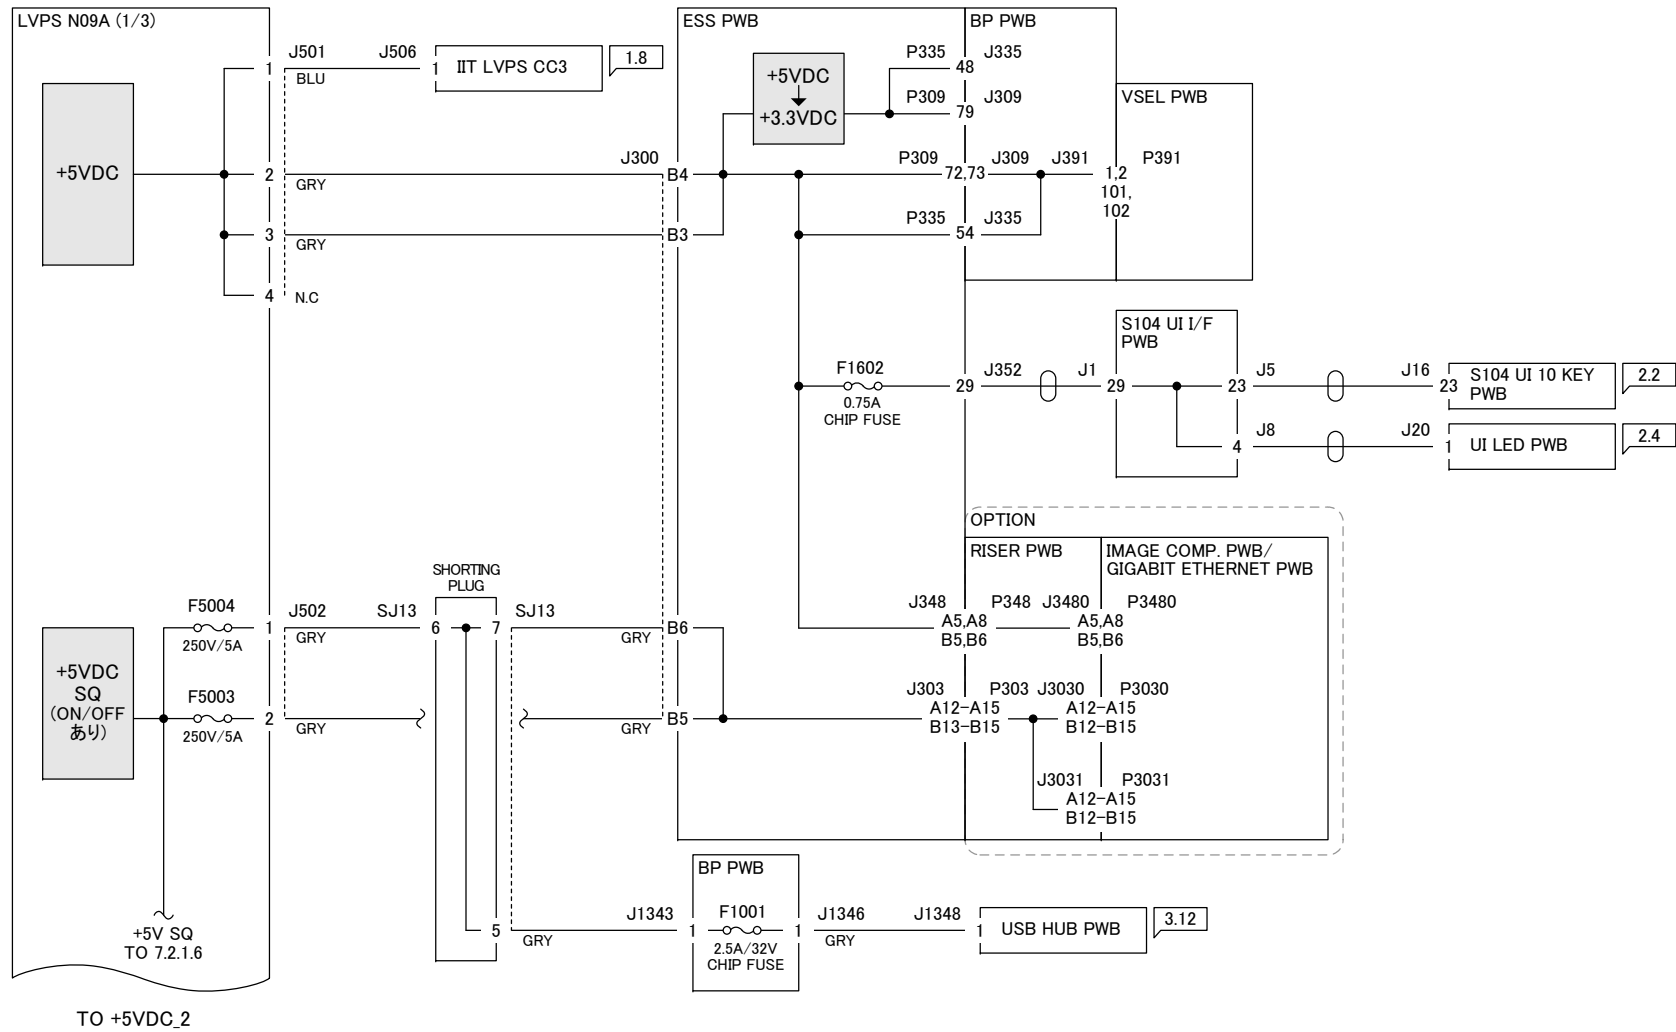 LVPS N09A (1/3)
ESS PWB
BP PWB
J501
J506
1
BLU
1
IIT LVPS CC3
1.8
+5VDC
+3.3VDC
P335
J335
48
P309
J309
79
VSEL PWB
+5VDC
2
GRY
J300
B4
P309
J309
J391
P391
72,73
1,2
101,
102
3
GRY
B3
P335
J335
54
4
N.C
S104 UI I/F
PWB
F1602
0.75A
CHIP FUSE
29
J352
J1
29
23
J5
J16
23
S104 UI 10 KEY
PWB
2.2
4
J8
J20
1
UI LED PWB
2.4
OPTION
RISER PWB
IMAGE COMP. PWB/
GIGABIT ETHERNET PWB
SHORTING
PLUG
F5004
250V/5A
1
J502
GRY
SJ13
6
7
SJ13
GRY
B6
J348
P348
J3480
P3480
A5,A8
B5,B6
A5,A8
B5,B6
+5VDC
SQ
(ON/OFF
あり)
F5003
250V/5A
2
GRY
GRY
B5
J303
P303
J3030
P3030
A12-A15
B13-B15
A12-A15
B12-B15
J3031
P3031
A12-A15
B12-B15
BP PWB
+5V SQ
TO 7.2.1.6
5
GRY
J1343
1
F1001
2.5A/32V
CHIP FUSE
1
J1346
GRY
J1348
1
USB HUB PWB
3.12
TO +5VDC_2